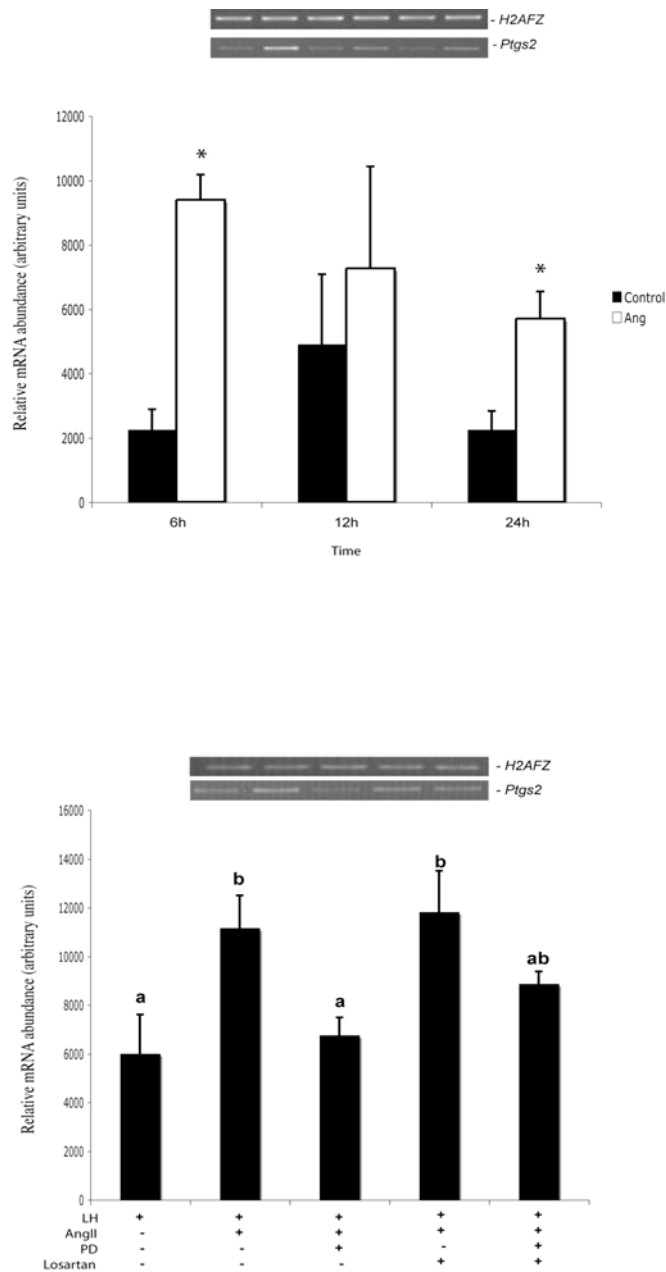 - H2AFZ
- Ptgs2
Relative mRNA abundance (arbitrary units)
12000
10000
8000
6000
4000
2000
0
*
*
Control
Ang
6h 12h 24h
Time
- H2AFZ
- Ptgs2
Relative mRNA abundance (arbitrary units)
16000
14000
12000
10000
8000
6000
4000
2000
0
a b a b ab
LH + + + + +
AngII - + + + +
PD - - + - +
Losartan - - - + +